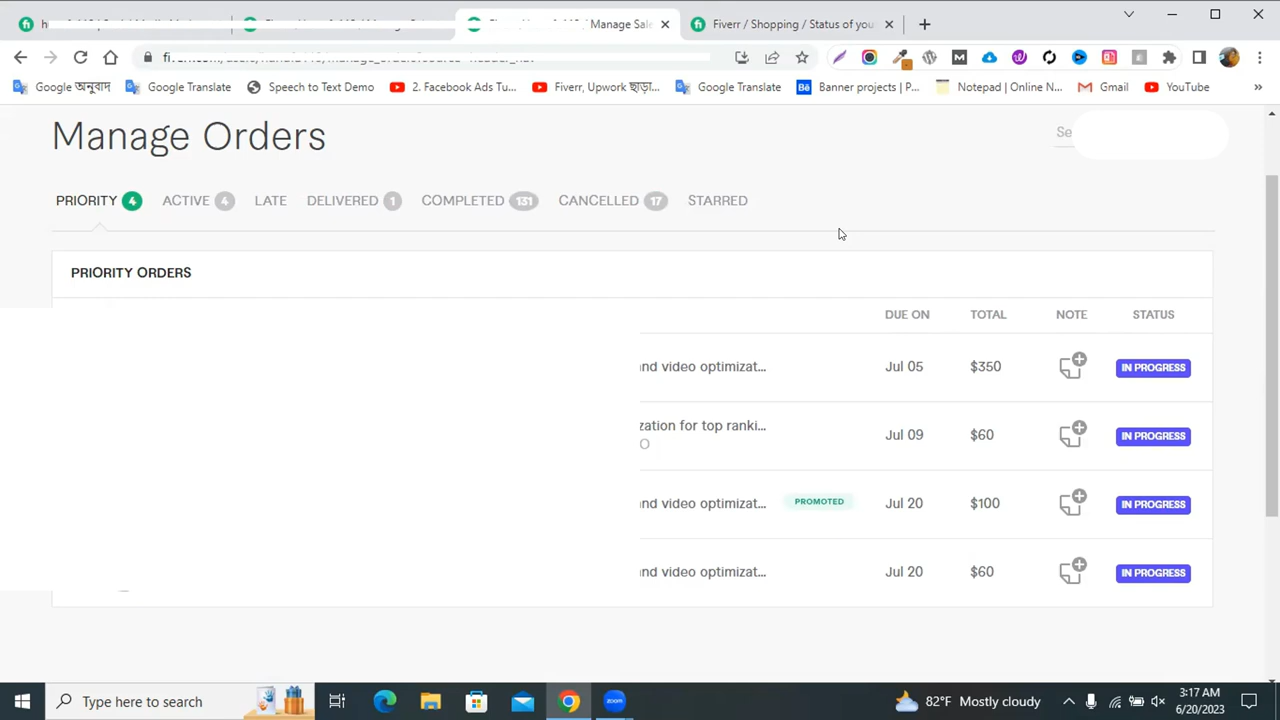 Manage Sale
Fiverr / Shopping / Status of you
Google অনুবাদ
Google Translate
Speech to Text Demo
2. Facebook Ads Tu...
Fiverr, Upwork ছাড়া...
Google Translate
Banner projects | P...
Notepad | Online N...
Gmail
YouTube
Manage Orders
Se
PRIORITY 4
ACTIVE 4
LATE
DELIVERED 1
COMPLETED 131
CANCELLED 17
STARRED
PRIORITY ORDERS
DUE ON TOTAL NOTE STATUS
nd video optimizat... Jul 05 $350 IN PROGRESS
zation for top ranki...
O
Jul 09 $60 IN PROGRESS
nd video optimizat... PROMOTED Jul 20 $100 IN PROGRESS
nd video optimizat... Jul 20 $60 IN PROGRESS
Type here to search
zoom
82°F Mostly cloudy
3:17 AM
6/20/2023